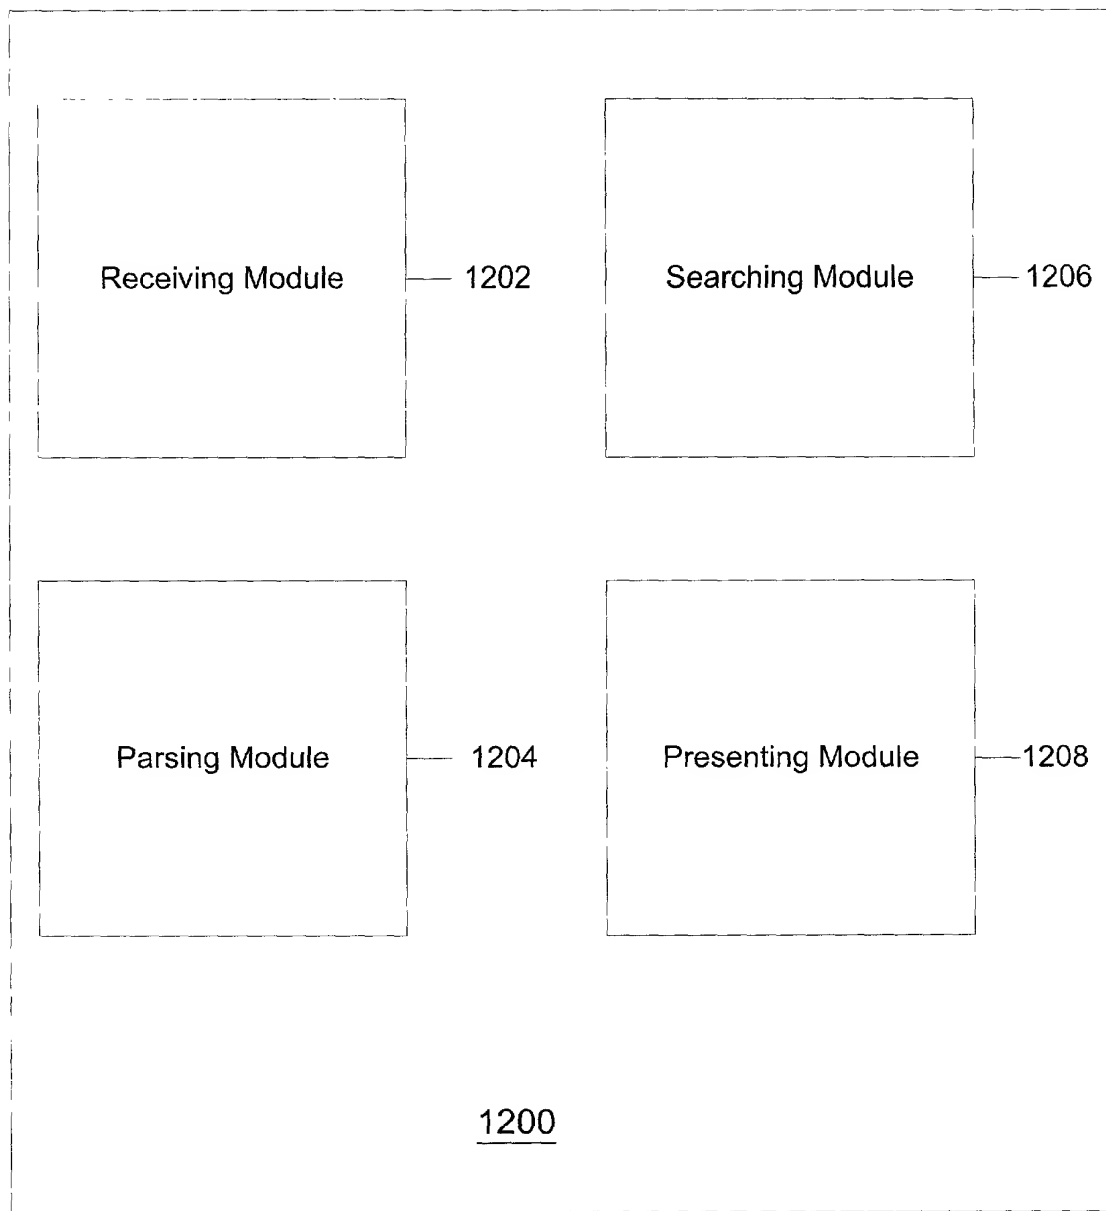 Receiving Module 1202
Searching Module 1206
Parsing Module 1204
Presenting Module 1208
1200